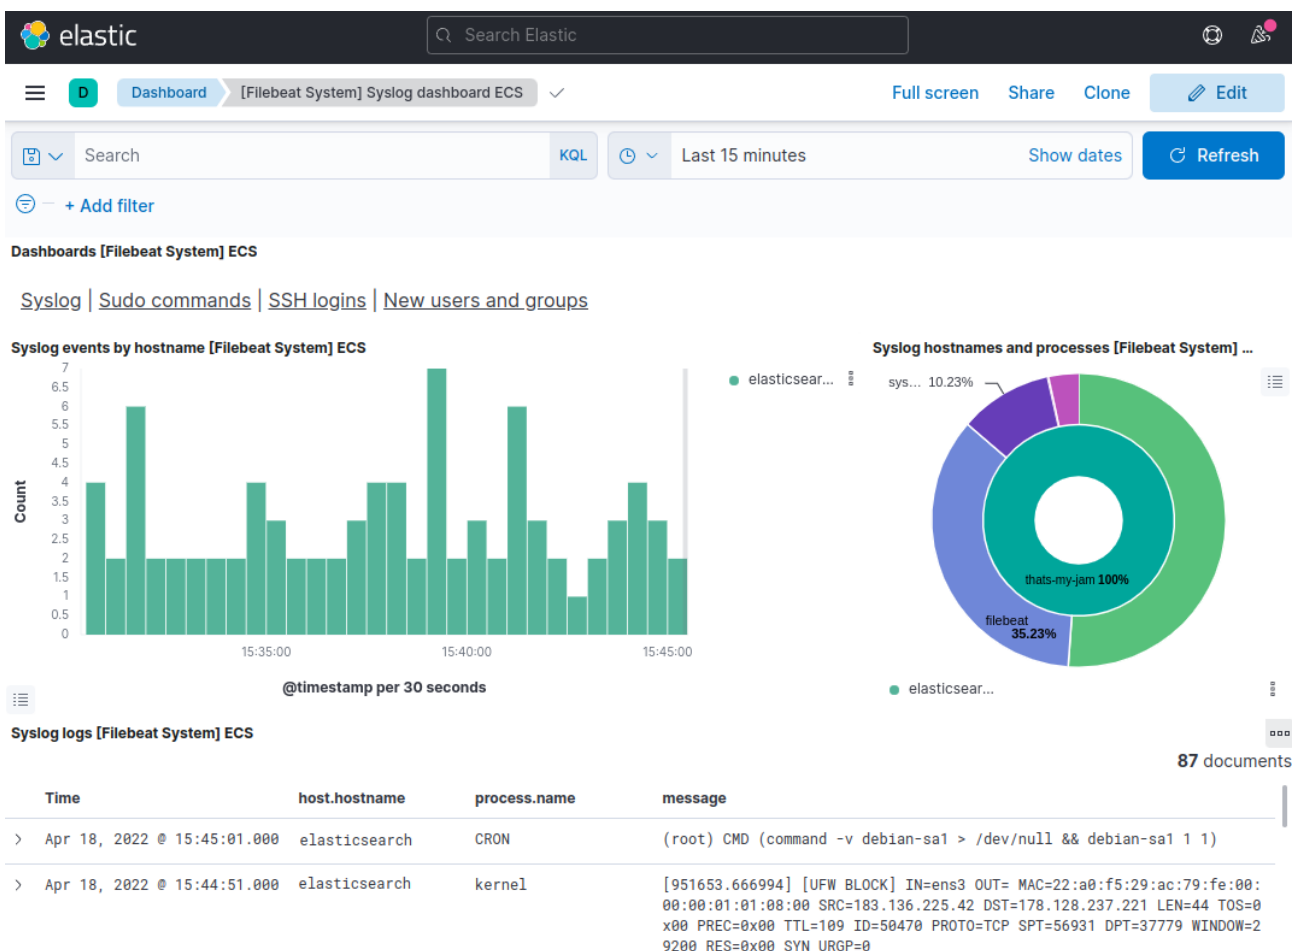 elastic
Search Elastic
D
Dashboard
[Filebeat System] Syslog dashboard ECS
Full screen
Share
Clone
Edit
Search
KQL
Last 15 minutes
Show dates
Refresh
+ Add filter
Dashboards [Filebeat System] ECS
Syslog | Sudo commands | SSH logins | New users and groups
Syslog events by hostname [Filebeat System] ECS
7
6.5
6
5.5
5
4.5
4
3.5
3
2.5
2
1.5
1
0.5
0
Count
15:35:00
15:40:00
15:45:00
@timestamp per 30 seconds
elasticsear...
Syslog hostnames and processes [Filebeat System] ...
sys... 10.23%
thats-my-jam 100%
filebeat
35.23%
elasticsear...
Syslog logs [Filebeat System] ECS
87 documents
Time host.hostname process.name message
Apr 18, 2022 @ 15:45:01.000 elasticsearch CRON (root) CMD (command -v debian-sa1 > /dev/null && debian-sa1 1 1)
Apr 18, 2022 @ 15:44:51.000 elasticsearch kernel [951653.666994] [UFW BLOCK] IN=ens3 OUT= MAC=22:a0:f5:29:ac:79:fe:00:
00:00:01:01:08:00 SRC=183.136.225.42 DST=178.128.237.221 LEN=44 TOS=0
x00 PREC=0x00 TTL=109 ID=50470 PROTO=TCP SPT=56931 DPT=37779 WINDOW=2
9200 RES=0x00 SYN URGP=0